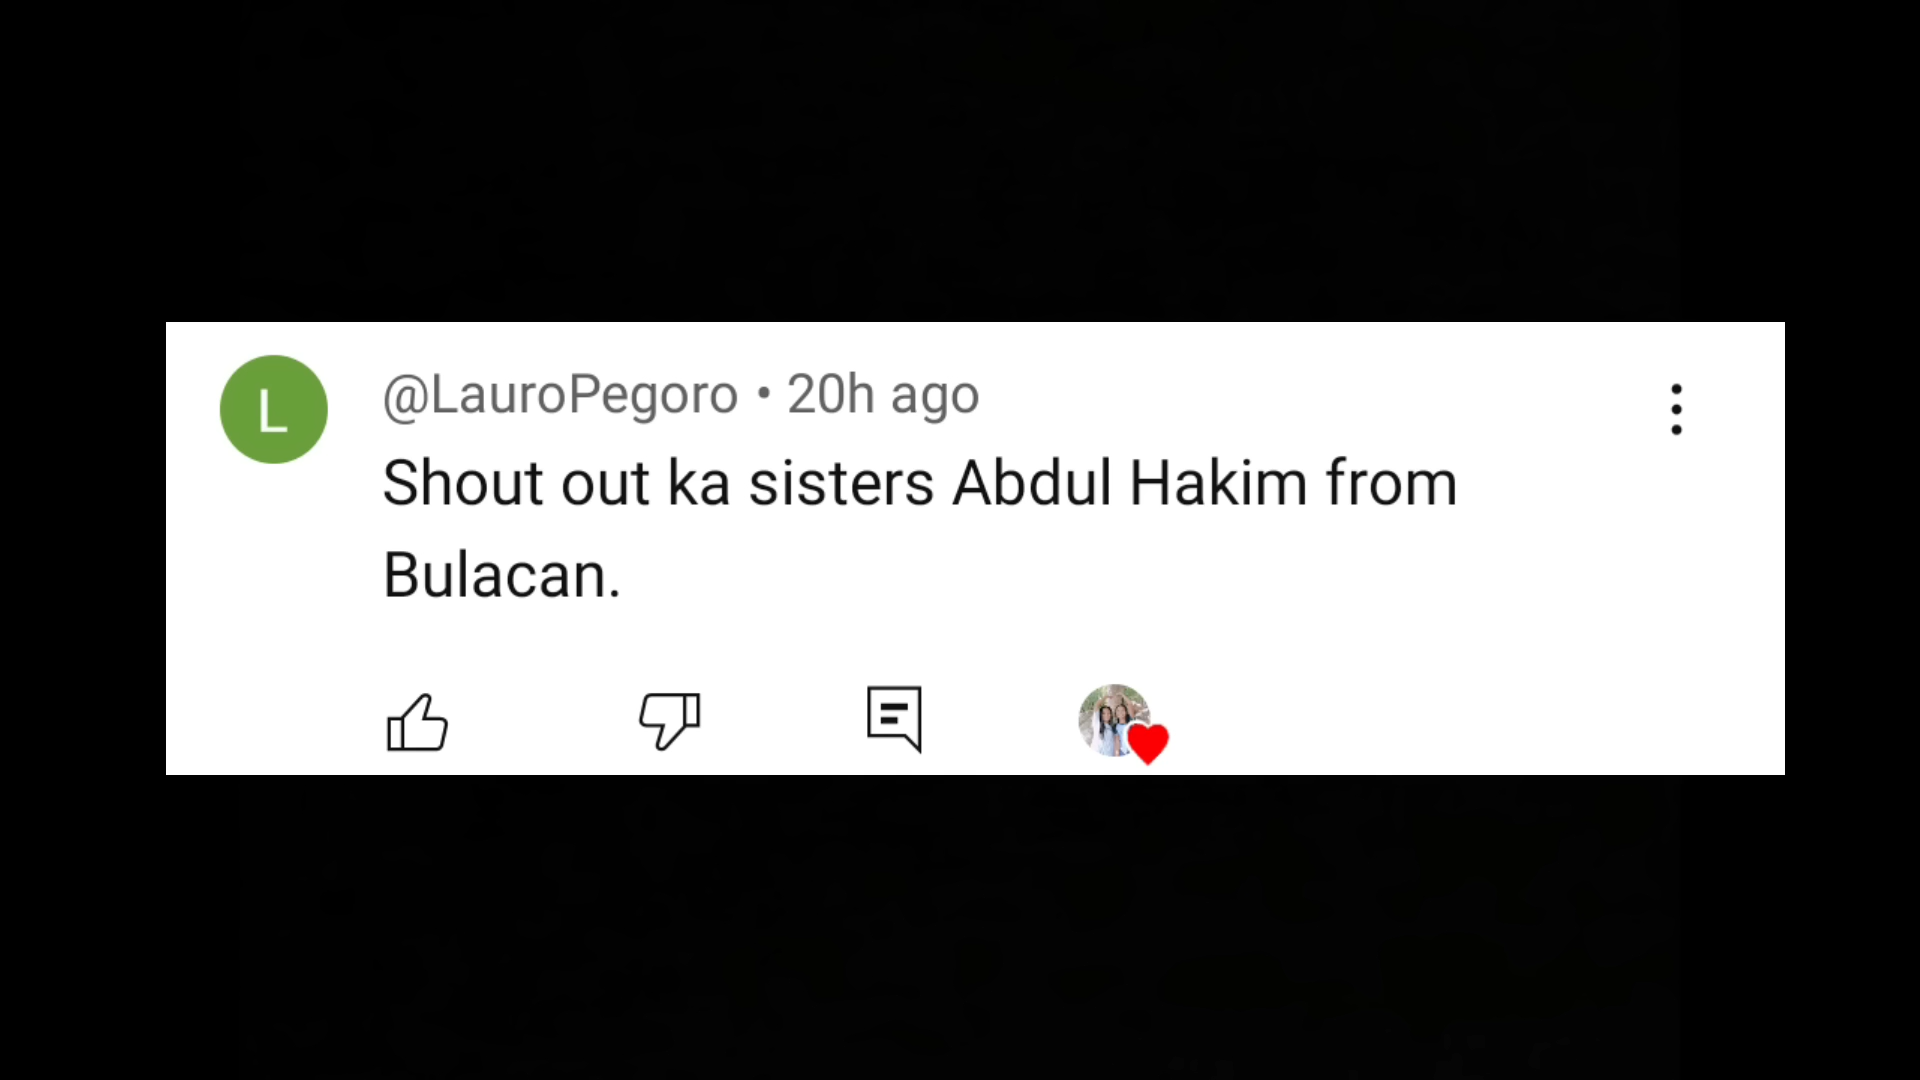 L
@LauroPegoro • 20h ago
Shout out ka sisters Abdul Hakim from
Bulacan.